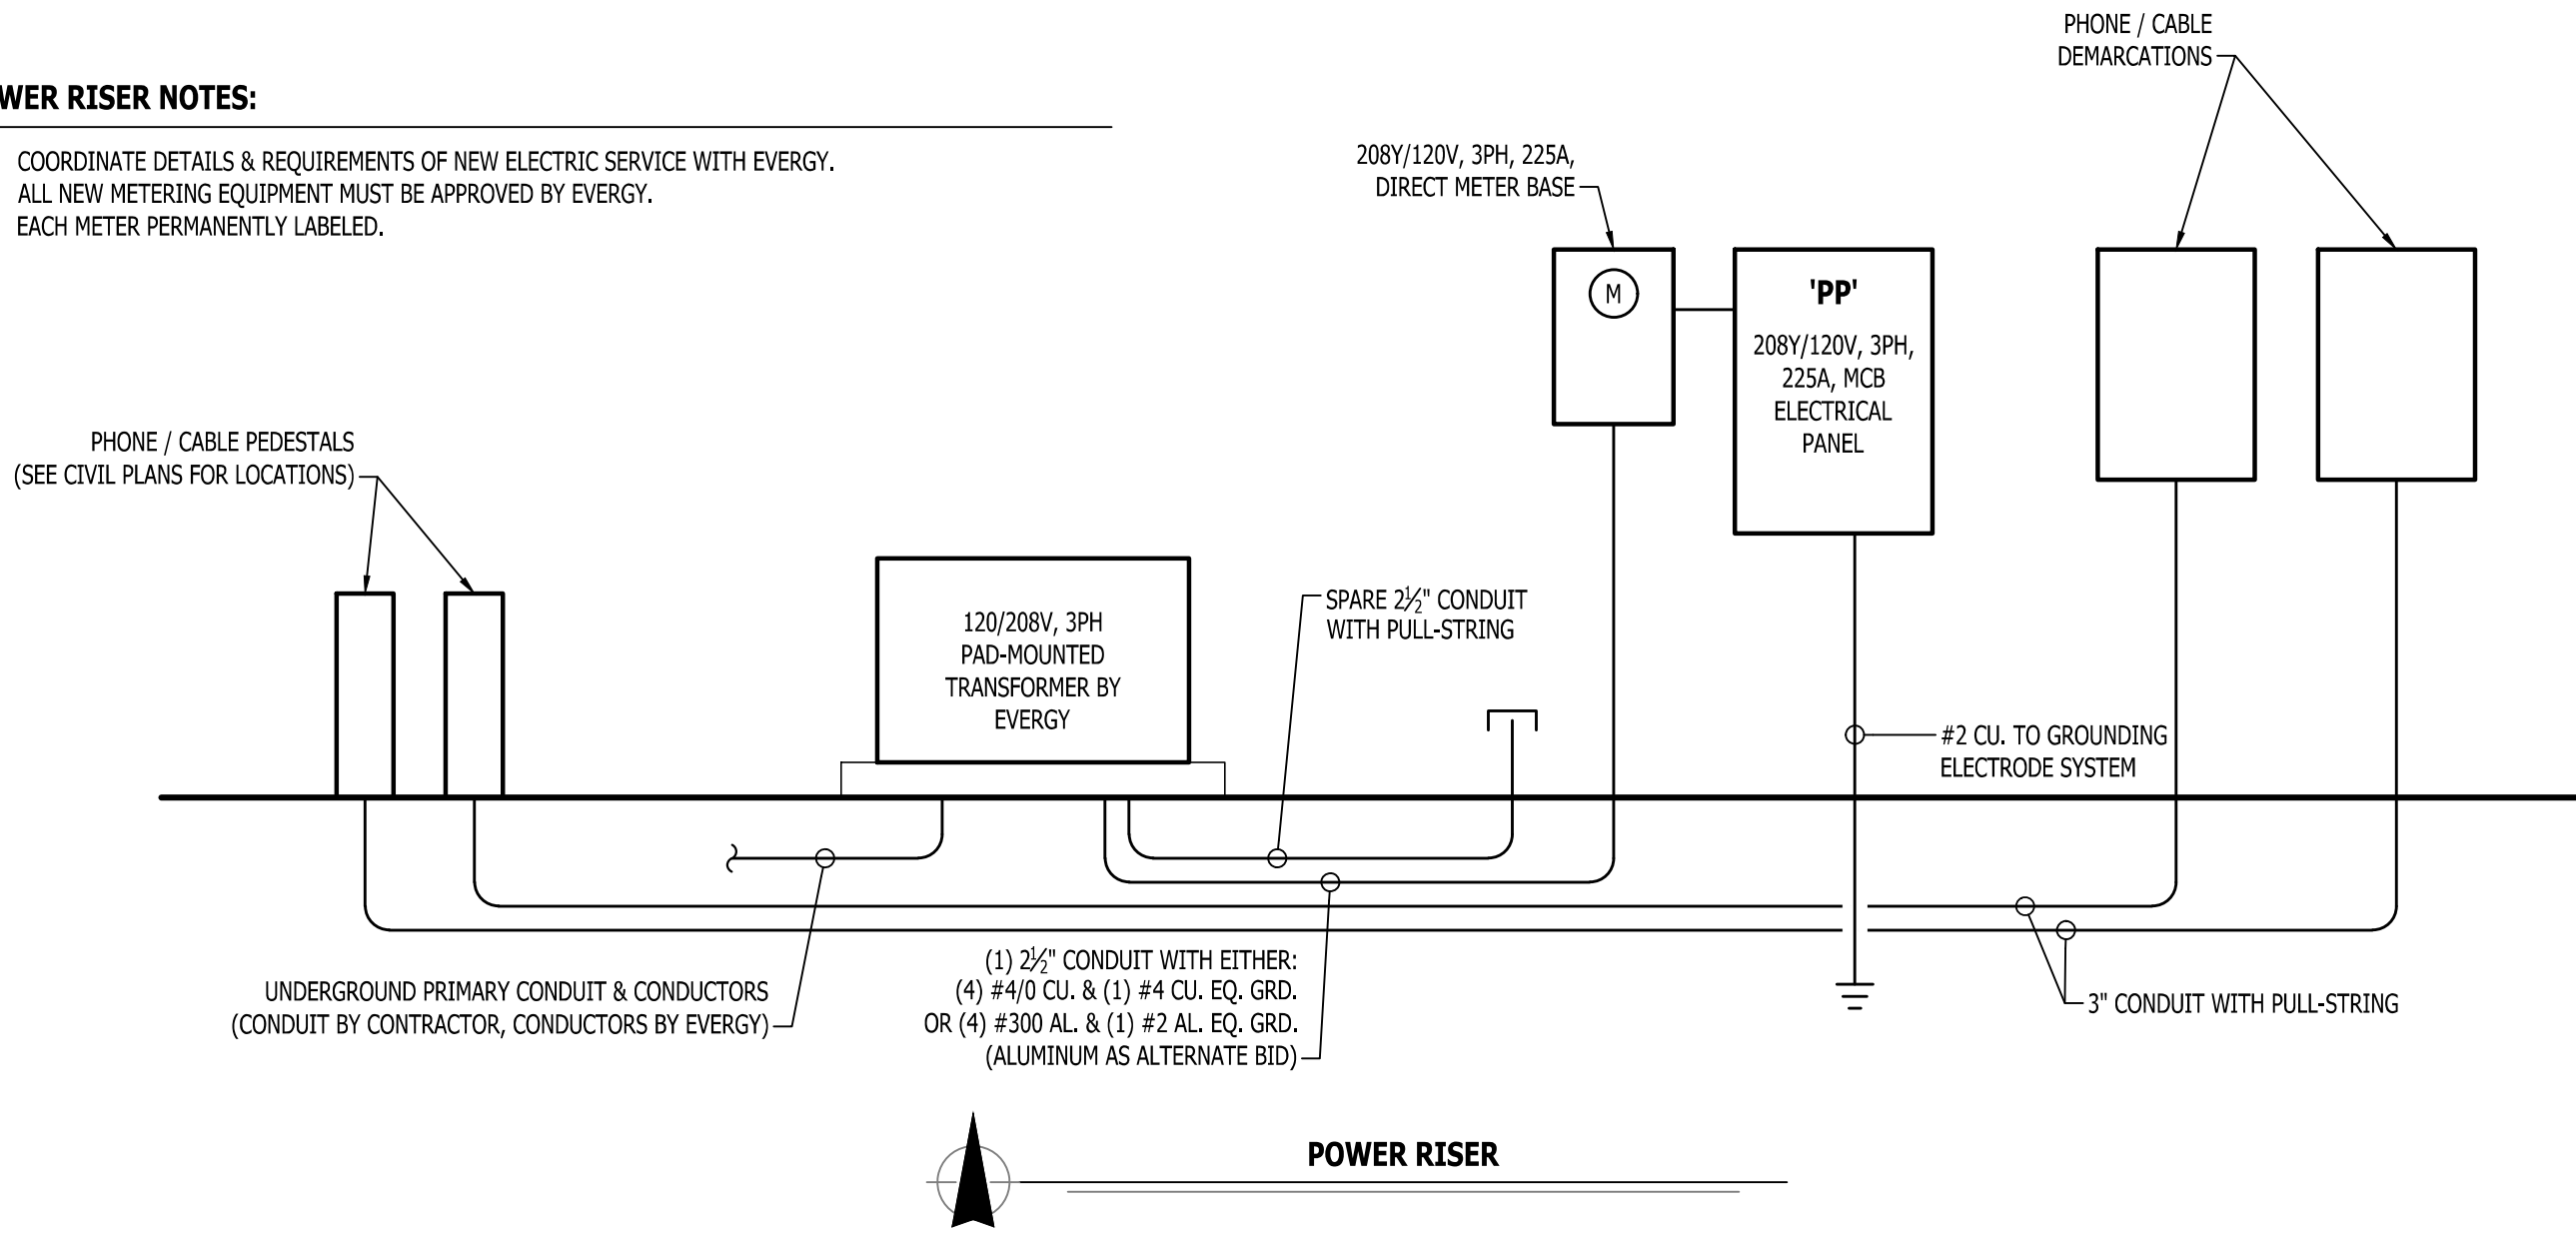 WER RISER NOTES:
COORDINATE DETAILS & REQUIREMENTS OF NEW ELECTRIC SERVICE WITH EVERGY.
ALL NEW METERING EQUIPMENT MUST BE APPROVED BY EVERGY.
EACH METER PERMANENTLY LABELED.
PHONE / CABLE
DEMARCATIONS
208Y/120V, 3PH, 225A,
DIRECT METER BASE
M
'PP'
208Y/120V, 3PH,
225A, MCB
ELECTRICAL
PANEL
PHONE / CABLE PEDESTALS
(SEE CIVIL PLANS FOR LOCATIONS)
120/208V, 3PH
PAD-MOUNTED
TRANSFORMER BY
EVERGY
SPARE 2½" CONDUIT
WITH PULL-STRING
#2 CU. TO GROUNDING
ELECTRODE SYSTEM
UNDERGROUND PRIMARY CONDUIT & CONDUCTORS
(CONDUIT BY CONTRACTOR, CONDUCTORS BY EVERGY)
(1) 2½" CONDUIT WITH EITHER:
(4) #4/0 CU. & (1) #4 CU. EQ. GRD.
OR (4) #300 AL. & (1) #2 AL. EQ. GRD.
(ALUMINUM AS ALTERNATE BID)
3" CONDUIT WITH PULL-STRING
POWER RISER